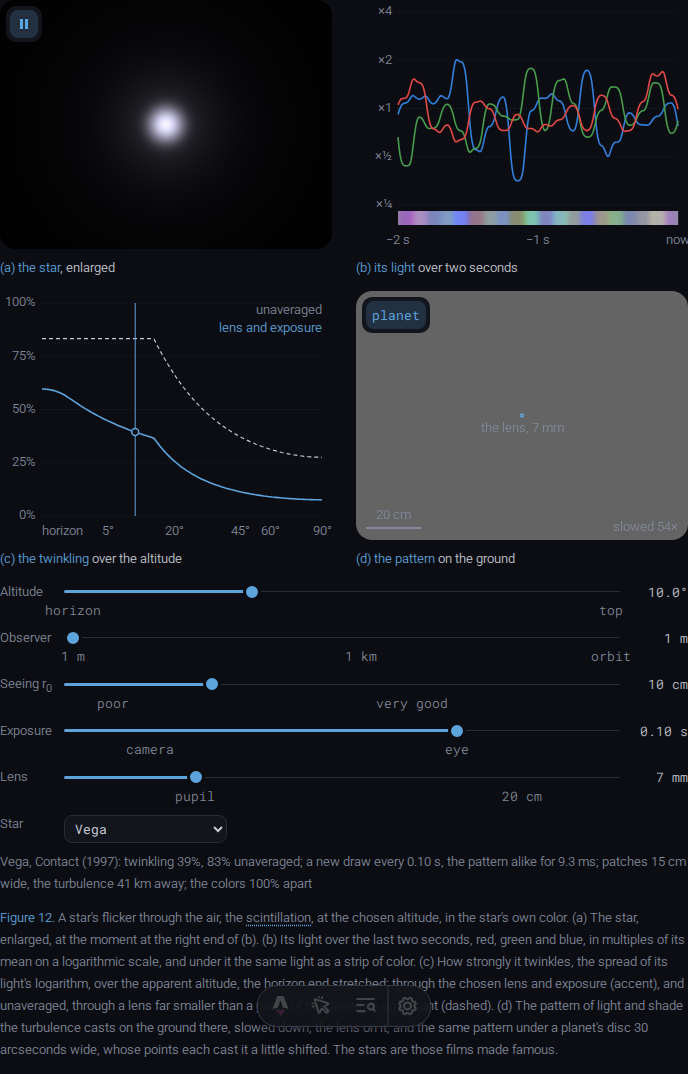 ×4
×2
×1
×½
×¼
−2 s
−1 s
now
(a) the star, enlarged
(b) its light over two seconds
100%
75%
50%
25%
0%
unaveraged
lens and exposure
horizon
5°
20°
45°
60°
90°
planet
the lens, 7 mm
20 cm
slowed 54×
(c) the twinkling over the altitude
(d) the pattern on the ground
Altitude
10.0°
horizon
top
Observer
1 m
1 m
1 km
orbit
Seeing r0
10 cm
poor
very good
Exposure
0.10 s
camera
eye
Lens
7 mm
pupil
20 cm
Star
Vega
Vega, Contact (1997): twinkling 39%, 83% unaveraged; a new draw every 0.10 s, the pattern alike for 9.3 ms; patches 15 cm
wide, the turbulence 41 km away; the colors 100% apart
Figure 12. A star's flicker through the air, the scintillation, at the chosen altitude, in the star's own color. (a) The star,
enlarged, at the moment at the right end of (b). (b) Its light over the last two seconds, red, green and blue, in multiples of its
mean on a logarithmic scale, and under it the same light as a strip of color. (c) How strongly it twinkles, the spread of its
light's logarithm, over the apparent altitude, the horizon end stretched: through the chosen lens and exposure (accent), and
unaveraged, through a lens far smaller than a nt (dashed). (d) The pattern of light and shade
the turbulence casts on the ground there, slowed down, the lens on it, and the same pattern under a planet's disc 30
arcseconds wide, whose points each cast it a little shifted. The stars are those films made famous.